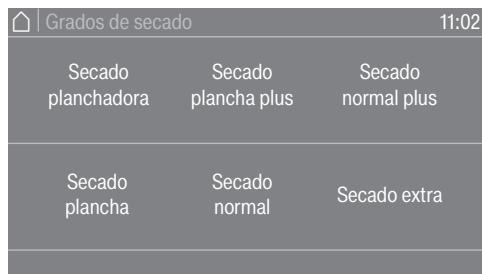 Grados de secado 11:02
Secado planchadora
Secado plancha plus
Secado normal plus
Secado plancha
Secado normal
Secado extra